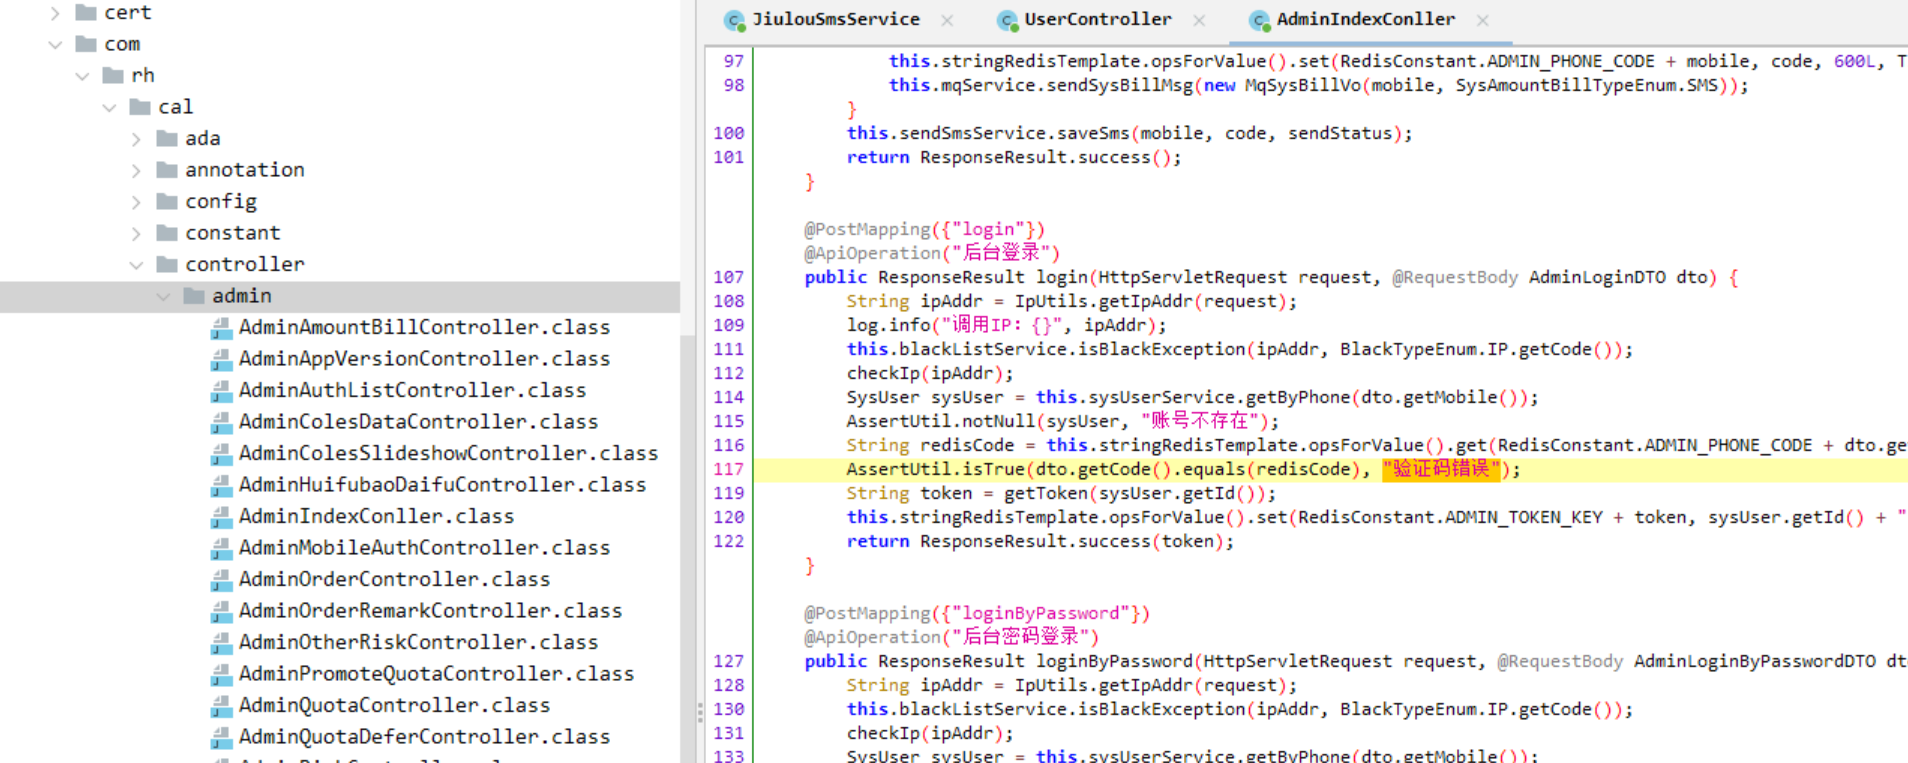 cert
com
rh
cal
ada
annotation
config
constant
controller
admin
AdminAmountBillController.class
AdminAppVersionController.class
AdminAuthListController.class
AdminColesDataController.class
AdminColesSlideshowController.class
AdminHuifubaoDaifuController.class
AdminIndexConller.class
AdminMobileAuthController.class
AdminOrderController.class
AdminOrderRemarkController.class
AdminOtherRiskController.class
AdminPromoteQuotaController.class
AdminQuotaController.class
AdminQuotaDeferController.class
JiulouSmsService × UserController × AdminIndexConller ×
97 this.stringRedisTemplate.opsForValue().set(RedisConstant.ADMIN_PHONE_CODE + mobile, code, 600L, T
98 this.mqService.sendSysBillMsg(new MqSysBillVo(mobile, SysAmountBillTypeEnum.SMS));
}
100 this.sendSmsService.saveSms(mobile, code, sendStatus);
101 return ResponseResult.success();
}
@PostMapping({"login"})
@ApiOperation("后台登录")
107 public ResponseResult login(HttpServletRequest request, @RequestBody AdminLoginDTO dto) {
108 String ipAddr = IpUtils.getIpAddr(request);
109 log.info("调用IP: {}", ipAddr);
111 this.blackListService.isBlackException(ipAddr, BlackTypeEnum.IP.getCode());
112 checkIp(ipAddr);
114 SysUser sysUser = this.sysUserService.getByPhone(dto.getMobile());
115 AssertUtil.notNull(sysUser, "账号不存在");
116 String redisCode = this.stringRedisTemplate.opsForValue().get(RedisConstant.ADMIN_PHONE_CODE + dto.ge
117 AssertUtil.isTrue(dto.getCode().equals(redisCode), "验证码错误");
119 String token = getToken(sysUser.getId());
120 this.stringRedisTemplate.opsForValue().set(RedisConstant.ADMIN_TOKEN_KEY + token, sysUser.getId() + "
122 return ResponseResult.success(token);
}
@PostMapping({"loginByPassword"})
@ApiOperation("后台密码登录")
127 public ResponseResult loginByPassword(HttpServletRequest request, @RequestBody AdminLoginByPasswordDTO dt
128 String ipAddr = IpUtils.getIpAddr(request);
130 this.blackListService.isBlackException(ipAddr, BlackTypeEnum.IP.getCode());
131 checkIp(ipAddr);
133 SysUser sysUser = this.sysUserService.getByPhone(dto.getMobile());